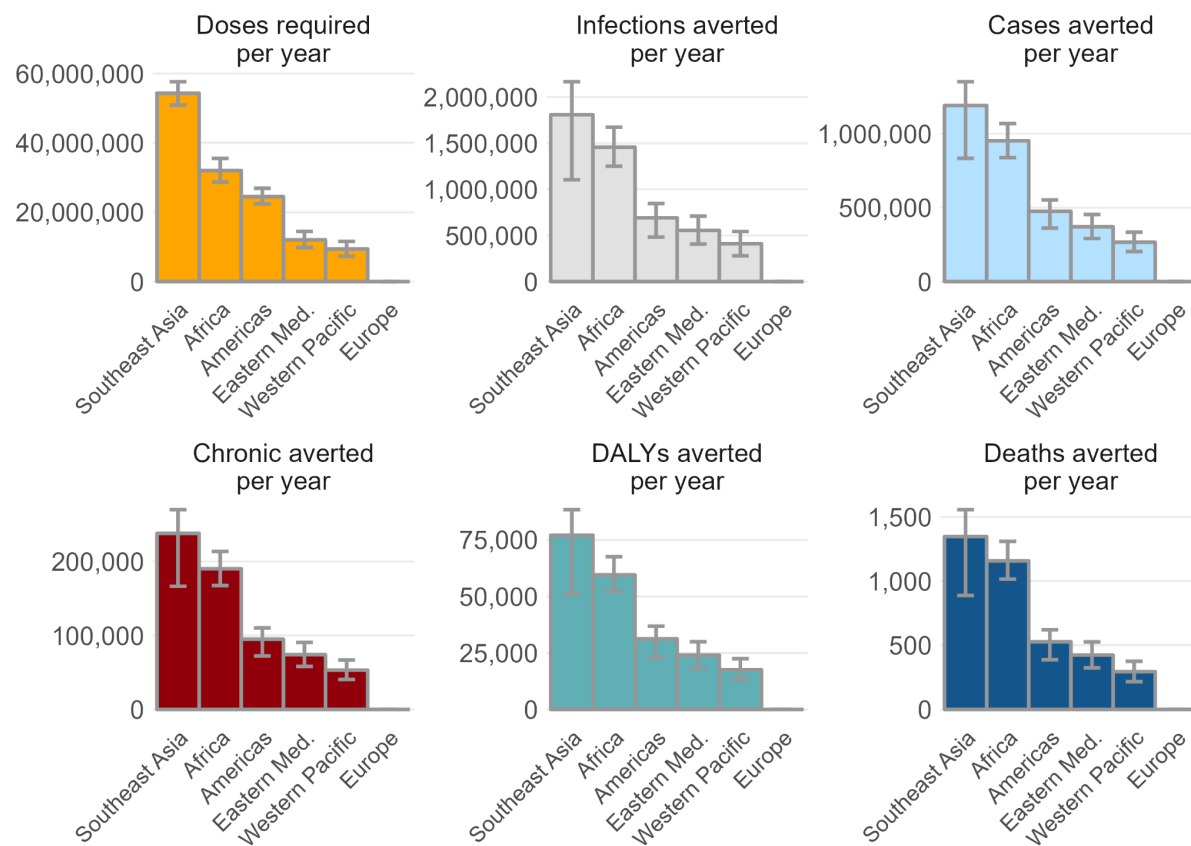 Doses required
per year
60,000,000
40,000,000
20,000,000
0
Southeast Asia
Africa
Americas
Eastern Med.
Western Pacific
Europe
Infections averted
per year
2,000,000
1,500,000
1,000,000
500,000
0
Southeast Asia
Africa
Americas
Eastern Med.
Western Pacific
Europe
Cases averted
per year
1,000,000
500,000
0
Southeast Asia
Africa
Americas
Eastern Med.
Western Pacific
Europe
Chronic averted
per year
200,000
100,000
0
Southeast Asia
Africa
Americas
Eastern Med.
Western Pacific
Europe
DALYs averted
per year
75,000
50,000
25,000
0
Southeast Asia
Africa
Americas
Eastern Med.
Western Pacific
Europe
Deaths averted
per year
1,500
1,000
500
0
Southeast Asia
Africa
Americas
Eastern Med.
Western Pacific
Europe